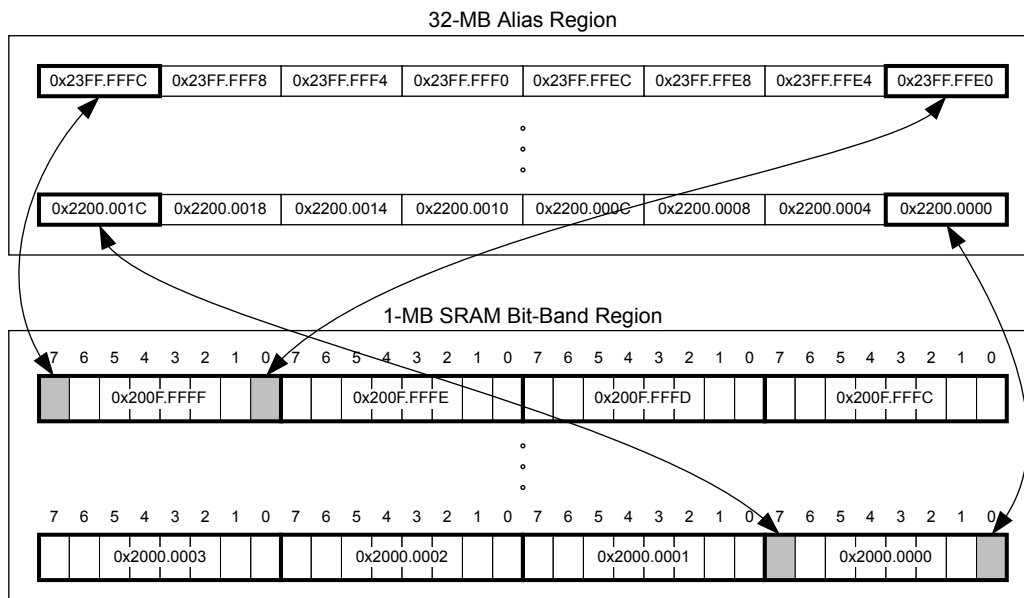 32-MB Alias Region
0x23FF.FFFC 0x23FF.FFF8 0x23FF.FFF4 0x23FF.FFF0 0x23FF.FFEC 0x23FF.FFE8 0x23FF.FFE4 0x23FF.FFE0
0x2200.001C 0x2200.0018 0x2200.0014 0x2200.0010 0x2200.000C 0x2200.0008 0x2200.0004 0x2200.0000
1-MB SRAM Bit-Band Region
7 6 5 4 3 2 1 0 7 6 5 4 3 2 1 0 7 6 5 4 3 2 1 0 7 6 5 4 3 2 1 0
0x200F.FFFF 0x200F.FFFE 0x200F.FFFD 0x200F.FFFC
7 6 5 4 3 2 1 0 7 6 5 4 3 2 1 0 7 6 5 4 3 2 1 0 7 6 5 4 3 2 1 0
0x2000.0003 0x2000.0002 0x2000.0001 0x2000.0000